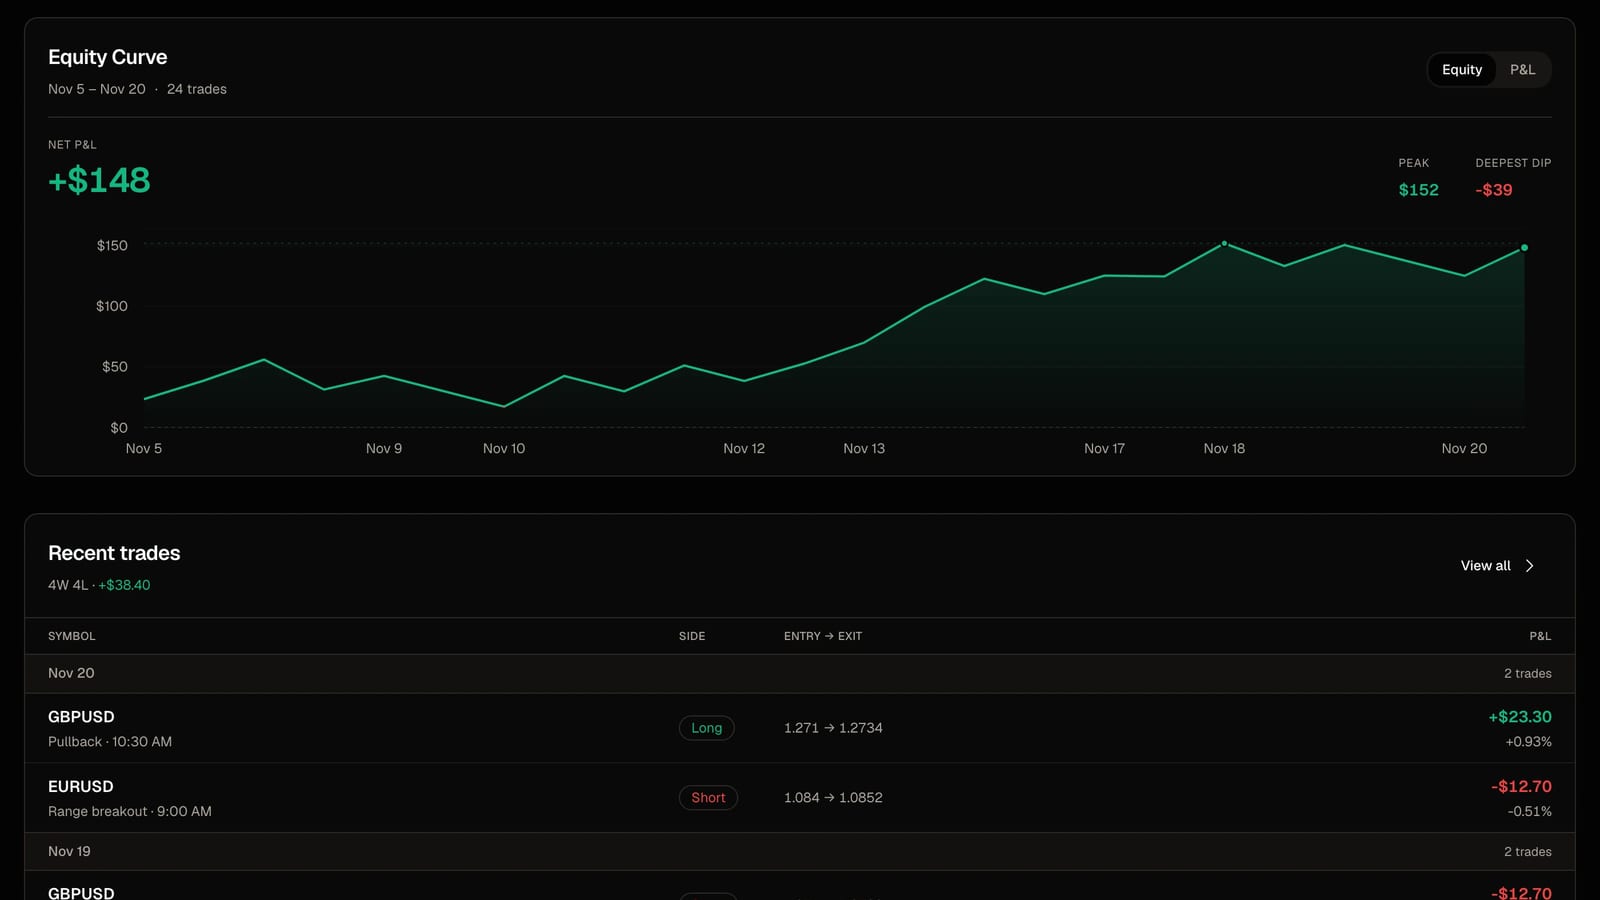 Equity Curve
Nov 5 – Nov 20 · 24 trades
Equity P&L
NET P&L
+$148
PEAK DEEPEST DIP
$152 -$39
$150
$100
$50
$0
Nov 5 Nov 9 Nov 10 Nov 12 Nov 13 Nov 17 Nov 18 Nov 20
Recent trades
4W 4L · +$38.40
View all
SYMBOL SIDE ENTRY → EXIT P&L
Nov 20 2 trades
GBPUSD
Pullback · 10:30 AM
Long
1.271 → 1.2734
+$23.30
+0.93%
EURUSD
Range breakout · 9:00 AM
Short
1.084 → 1.0852
-$12.70
-0.51%
Nov 19 2 trades
GBPUSD -$12.70